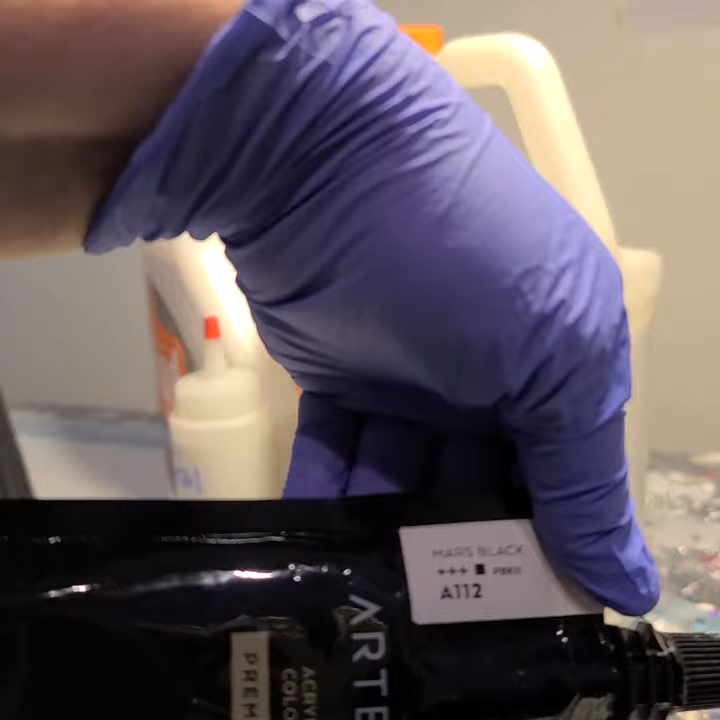 MARS BLACK
+++ ■ PBK11
A112
ARTE
ACRY
COLO
PREM